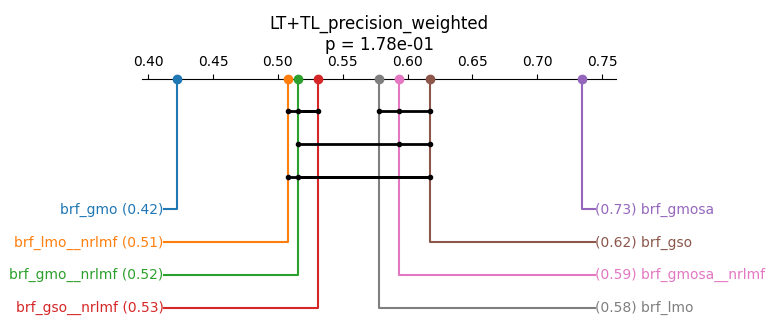 LT+TL_precision_weighted
p = 1.78e-01
0.40 0.45 0.50 0.55 0.60 0.65 0.70 0.75
brf_gmo (0.42) (0.73) brf_gmosa
brf_lmo__nrlmf (0.51) (0.62) brf_gso
brf_gmo__nrlmf (0.52) (0.59) brf_gmosa__nrlmf
brf_gso__nrlmf (0.53) (0.58) brf_lmo